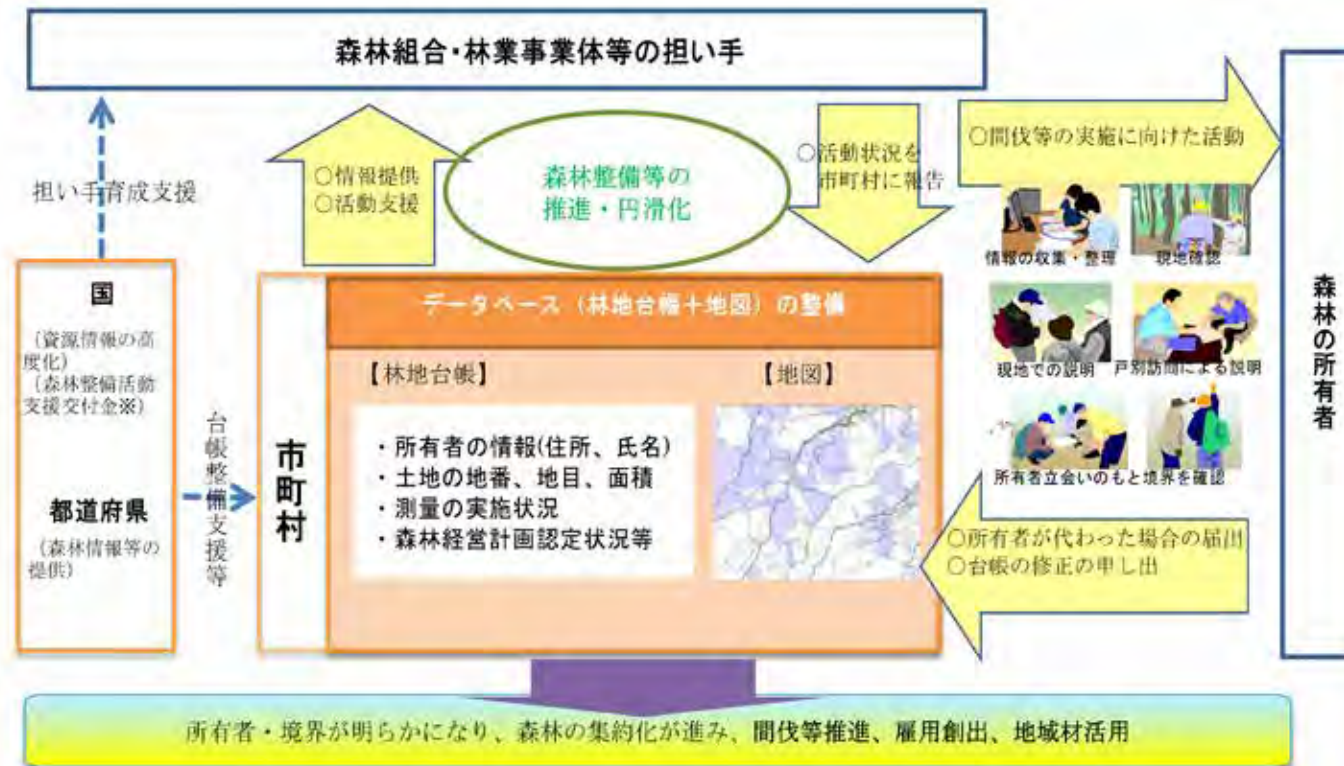 森林組合・林業事業体等の担い手
担い手育成支援
○情報提供
○活動支援
森林整備等の
推進・円滑化
○活動状況を
市町村に報告
○間伐等の実施に向けた活動
情報の収集・整理
現地確認
現地での説明
戸別訪問による説明
所有者立会いのもと境界を確認
森林の所有者
国
(資源情報の高
度化)
(森林整備活動
支援交付金※)
都道府県
(森林情報等の
提供)
台帳整備支援等
市町村
データベース(林地台帳+地図)の整備
【林地台帳】
・所有者の情報(住所、氏名)
・土地の地番、地目、面積
・測量の実施状況
・森林経営計画認定状況等
【地図】
○所有者が代わった場合の届出
○台帳の修正の申し出
所有者・境界が明らかになり、森林の集約化が進み、間伐等推進、雇用創出、地域材活用